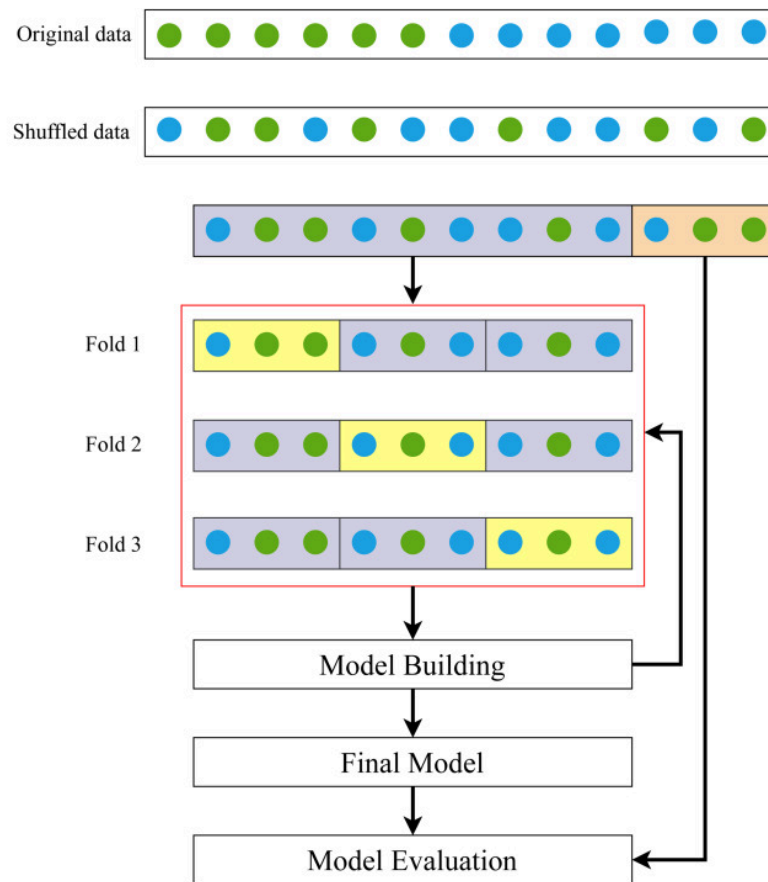 Original data
Shuffled data
Fold 1
Fold 2
Fold 3
Model Building
Final Model
Model Evaluation